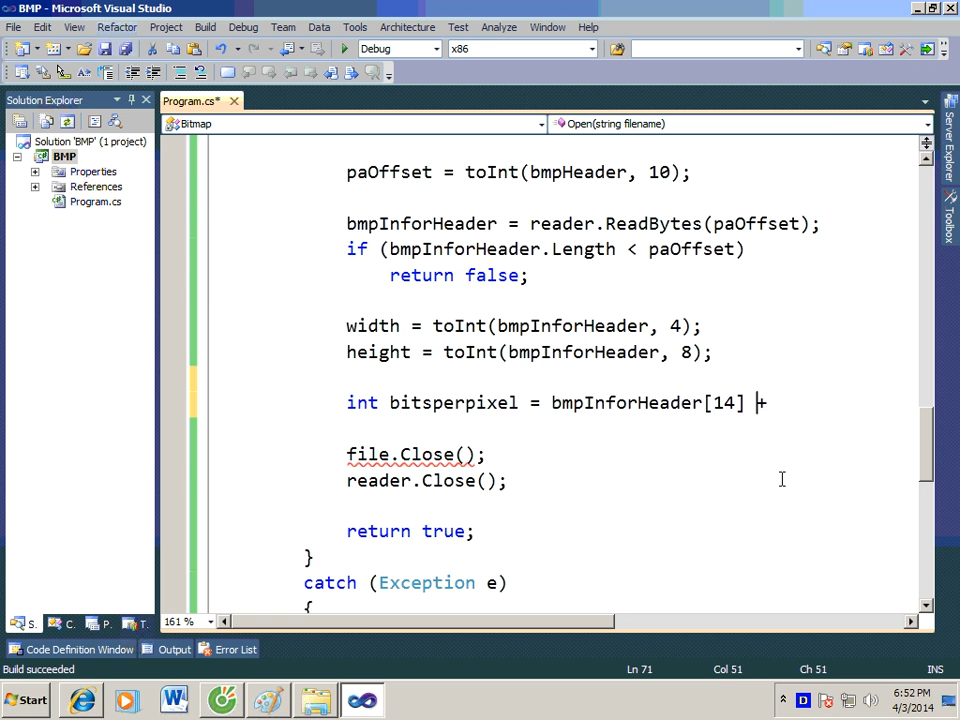 BMP - Microsoft Visual Studio
File Edit View Refactor Project Build Debug Team Data Tools Architecture Test Analyze Window Help
Debug x86
Solution Explorer
Program.cs*
Bitmap Open(string filename)
Solution 'BMP' (1 project)
BMP
Properties
References
Program.cs
paOffset = toInt(bmpHeader, 10);
bmpInforHeader = reader.ReadBytes(paOffset);
if (bmpInforHeader.Length < paOffset)
return false;
width = toInt(bmpInforHeader, 4);
height = toInt(bmpInforHeader, 8);
int bitsperpixel = bmpInforHeader[14] +
file.Close();
reader.Close();
return true;
}
catch (Exception e)
{
Server Explorer
Toolbox
S. C. P. T.
161 %
Code Definition Window Output Error List
Build succeeded Ln 71 Col 51 Ch 51 INS
Start
D
6:52 PM
4/3/2014